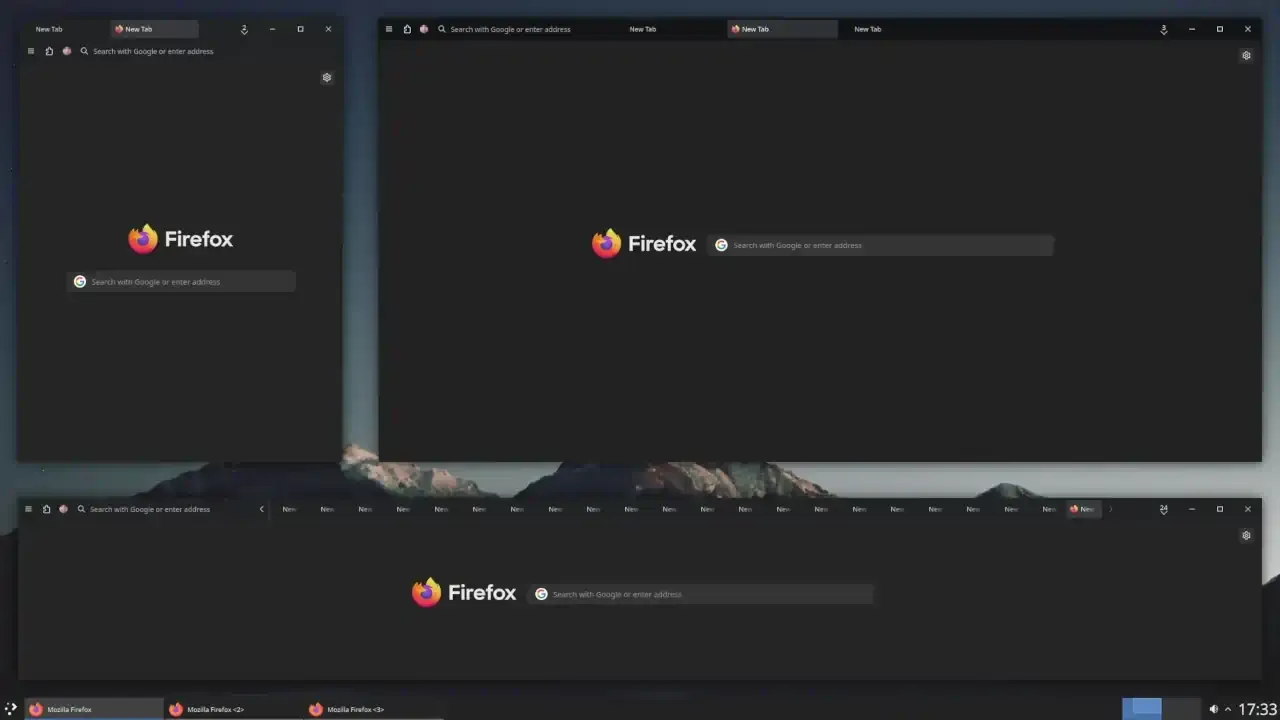 New Tab New Tab 2
Search with Google or enter address
Firefox
Search with Google or enter address
Search with Google or enter address New Tab New Tab New Tab 3
Firefox Search with Google or enter address
Search with Google or enter address New New New New New New New New New New New New New New New New New New New New New New 24
Firefox Search with Google or enter address
Mozilla Firefox Mozilla Firefox <2> Mozilla Firefox <3> 17:33